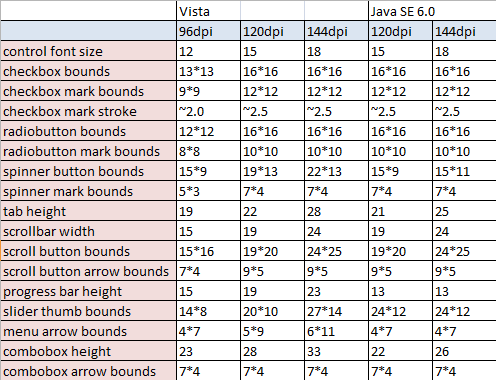 Vista Java SE 6.0
96dpi 120dpi 144dpi 120dpi 144dpi
control font size 12 15 18 15 18
checkbox bounds 13*13 16*16 16*16 16*16 16*16
checkbox mark bounds 9*9 12*12 12*12 12*12 12*12
checkbox mark stroke ~2.0 ~2.5 ~2.5 ~2.5 ~2.5
radiobutton bounds 12*12 16*16 16*16 16*16 16*16
radiobutton mark bounds 8*8 10*10 10*10 10*10 10*10
spinner button bounds 15*9 19*13 22*13 15*9 15*11
spinner mark bounds 5*3 7*4 7*4 7*4 7*4
tab height 19 22 28 21 25
scrollbar width 15 19 24 19 24
scroll button bounds 15*16 19*20 24*25 19*20 24*25
scroll button arrow bounds 7*4 9*5 9*5 9*5 9*5
progress bar height 15 19 23 13 13
slider thumb bounds 14*8 20*10 27*14 24*12 24*12
menu arrow bounds 4*7 5*9 6*11 4*7 4*7
combobox height 23 28 33 22 26
combobox arrow bounds 7*4 7*4 7*4 7*4 7*4